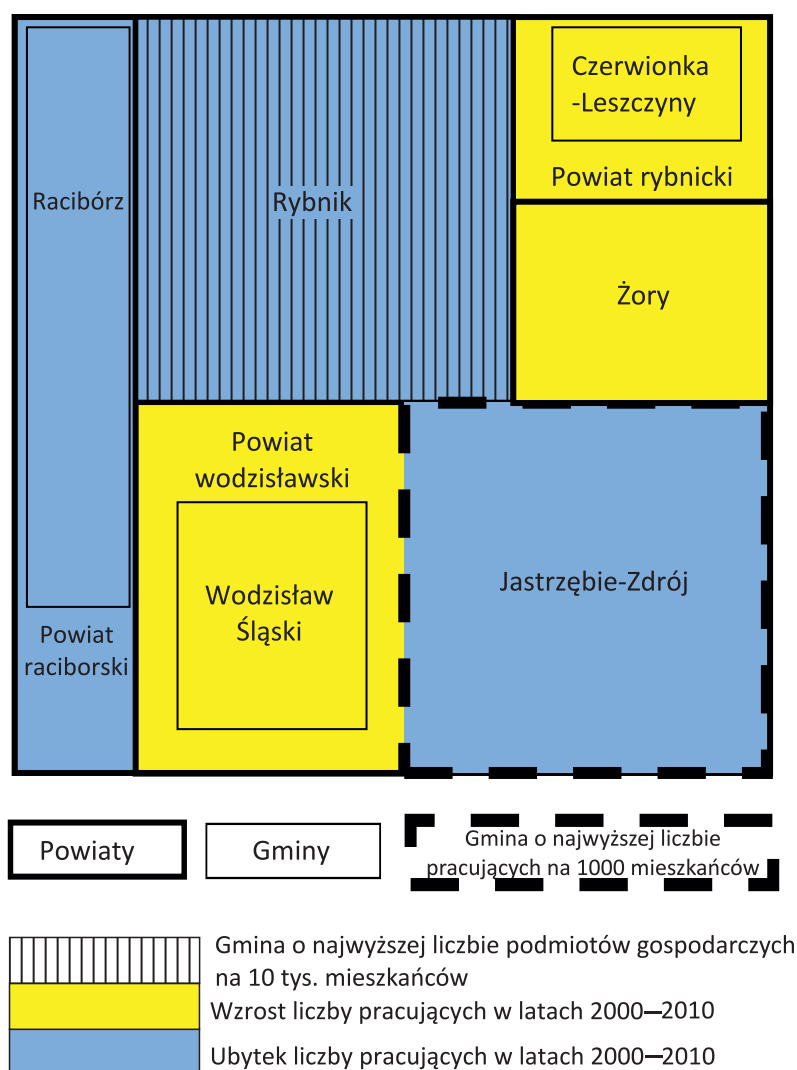 Czerwionka
-Leszczyny
Powiat rybnicki
Racibórz
Rybnik
Żory
Powiat
wodzisławski
Wodzisław
Śląski
Jastrzębie-Zdrój
Powiat
raciborski
Powiaty
Gminy
Gmina o najwyższej liczbie
pracujących na 1000 mieszkańców
Gmina o najwyższej liczbie podmiotów gospodarczych
na 10 tys. mieszkańców
Wzrost liczby pracujących w latach 2000—2010
Ubytek liczby pracujących w latach 2000—2010